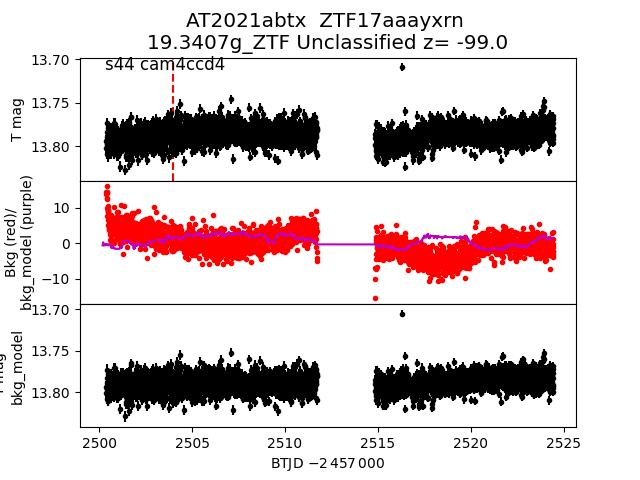 AT2021abtx  ZTF17aaayxrn
19.3407g_ZTF Unclassified z= -99.0
s44 cam4ccd4
13.70
13.75
13.80
T mag
10
0
−10
Bkg (red)/
bkg_model (purple)
13.70
13.75
13.80
bkg_model
2500
2505
2510
2515
2520
2525
BTJD −2 457 000